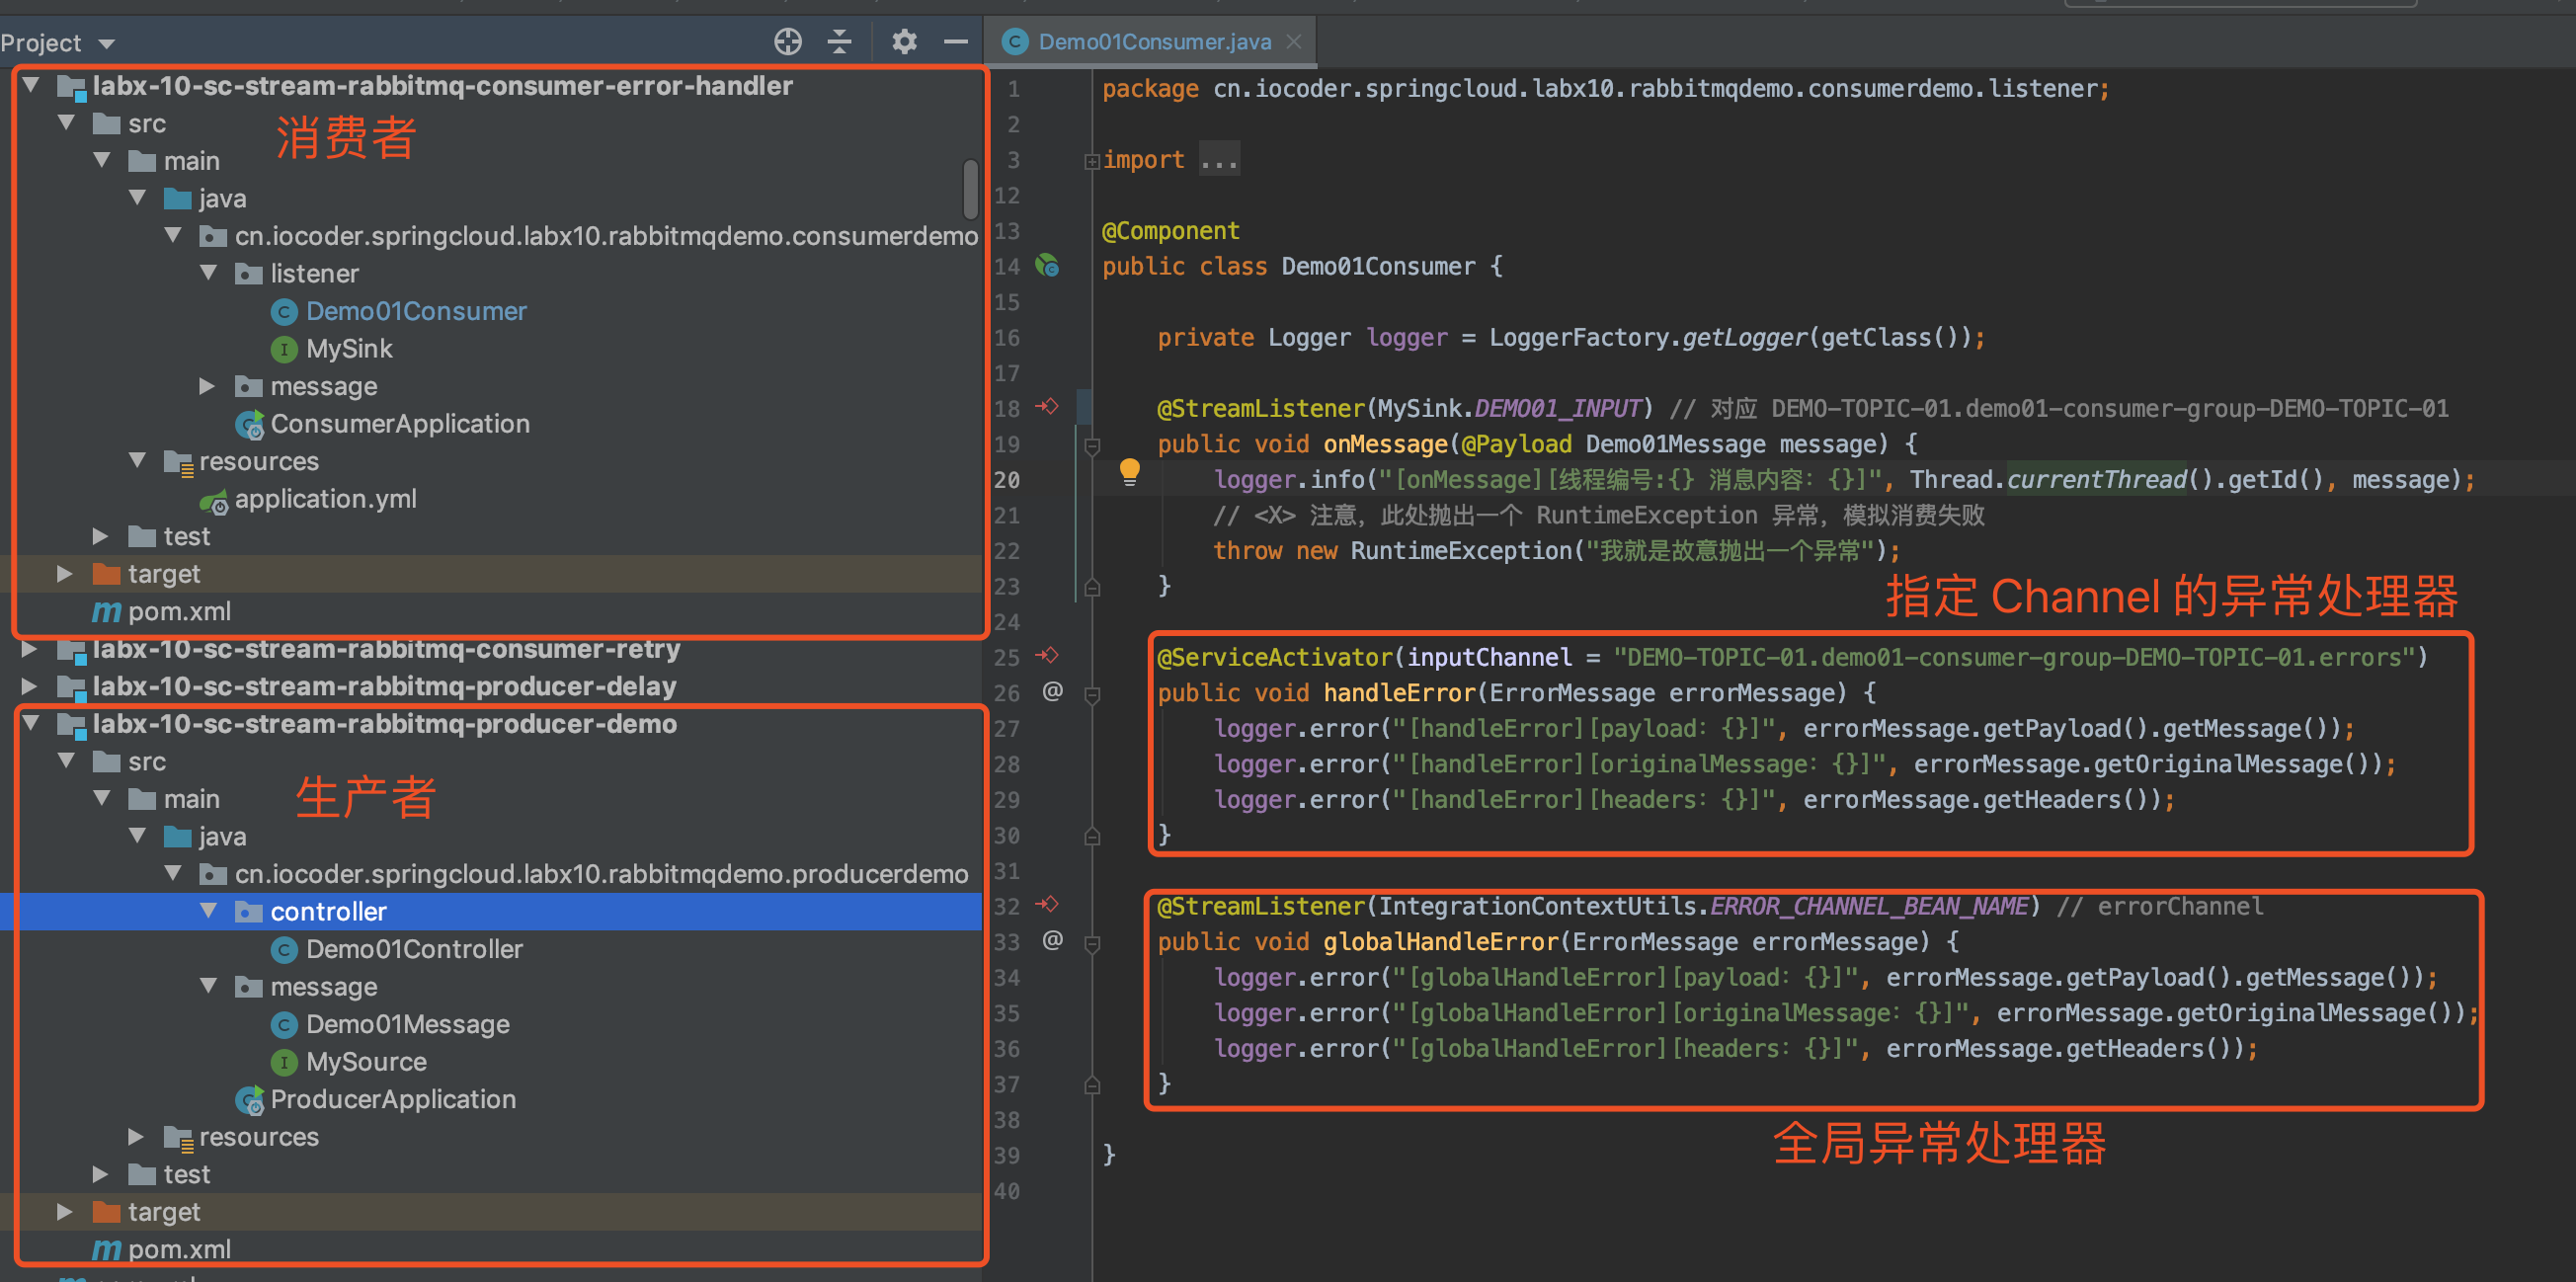 Project
labx-10-sc-stream-rabbitmq-consumer-error-handler
src
消费者
main
java
cn.iocoder.springcloud.labx10.rabbitmqdemo.consumerdemo
listener
Demo01Consumer
MySink
message
ConsumerApplication
resources
application.yml
test
target
pom.xml
labx-10-sc-stream-rabbitmq-consumer-retry
labx-10-sc-stream-rabbitmq-producer-delay
labx-10-sc-stream-rabbitmq-producer-demo
src
生产者
main
java
cn.iocoder.springcloud.labx10.rabbitmqdemo.producerdemo
controller
Demo01Controller
message
Demo01Message
MySource
ProducerApplication
resources
test
target
pom.xml
Demo01Consumer.java
1 package cn.iocoder.springcloud.labx10.rabbitmqdemo.consumerdemo.listener;
2
3 import ...
12
13 @Component
14 public class Demo01Consumer {
15
16 private Logger logger = LoggerFactory.getLogger(getClass());
17
18 @StreamListener(MySink.DEMO01_INPUT) // 对应 DEMO-TOPIC-01.demo01-consumer-group-DEMO-TOPIC-01
19 public void onMessage(@Payload Demo01Message message) {
20 logger.info("[onMessage][线程编号:{} 消息内容：{}]", Thread.currentThread().getId(), message);
21 // <X> 注意，此处抛出一个 RuntimeException 异常，模拟消费失败
22 throw new RuntimeException("我就是故意抛出一个异常");
23 }
指定 Channel 的异常处理器
24
25 @ServiceActivator(inputChannel = "DEMO-TOPIC-01.demo01-consumer-group-DEMO-TOPIC-01.errors")
26 @ public void handleError(ErrorMessage errorMessage) {
27 logger.error("[handleError][payload：{}]", errorMessage.getPayload().getMessage());
28 logger.error("[handleError][originalMessage：{}]", errorMessage.getOriginalMessage());
29 logger.error("[handleError][headers：{}]", errorMessage.getHeaders());
30 }
31
32 @StreamListener(IntegrationContextUtils.ERROR_CHANNEL_BEAN_NAME) // errorChannel
33 @ public void globalHandleError(ErrorMessage errorMessage) {
34 logger.error("[globalHandleError][payload：{}]", errorMessage.getPayload().getMessage());
35 logger.error("[globalHandleError][originalMessage：{}]", errorMessage.getOriginalMessage());
36 logger.error("[globalHandleError][headers：{}]", errorMessage.getHeaders());
37 }
38
全局异常处理器
39 }
40